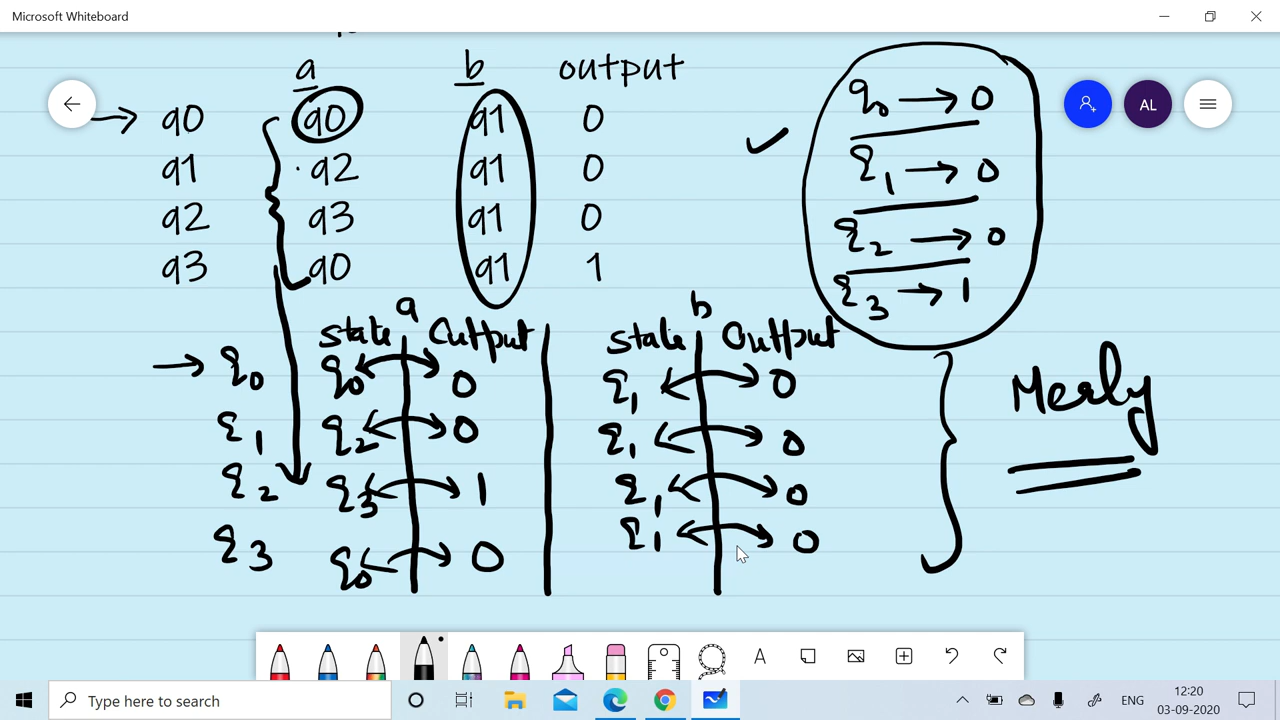 Microsoft Whiteboard
a b output
→ q0 q0 q1 0
q1 q2 q1 0
q2 q3 q1 0
q3 q0 q1 1
q0 → 0
q1 → 0
q2 → 0
q3 → 1
AL
a b
State Output State Output
→ q0 q0 0 q1 0
q1 q2 0 q1 0
q2 q3 1 q1 0
q3 q0 0 q1 0
Mealy
A
Type here to search
ENG
12:20
03-09-2020